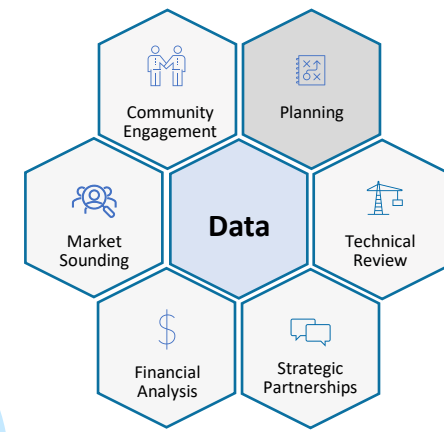 Community
Engagement
Planning
Market
Sounding
Data
Technical
Review
Financial
Analysis
Strategic
Partnerships